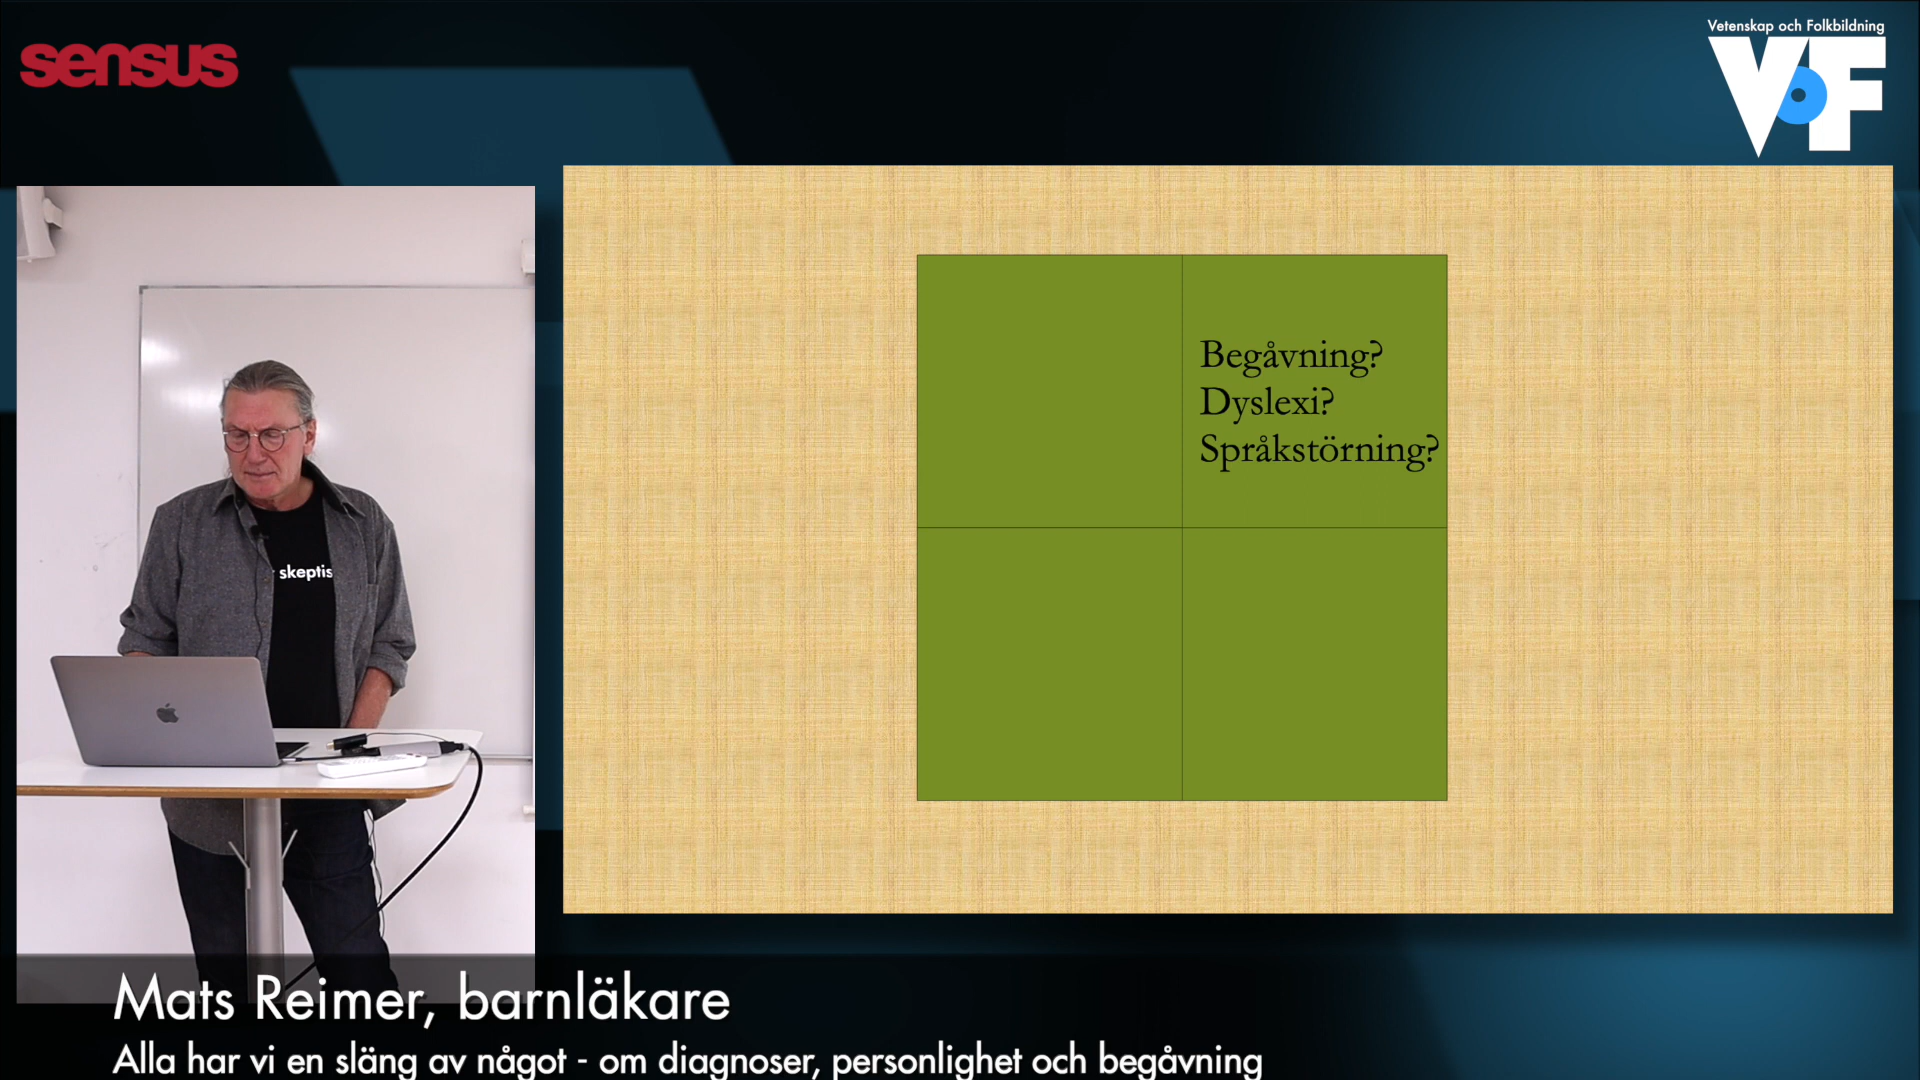 sensus
Vetenskap och Folkbildning
VoF
Begåvning?
Dyslexi?
Språkstörning?
skeptis
Mats Reimer, barnläkare
Alla har vi en släng av något - om diagnoser, personlighet och begåvning